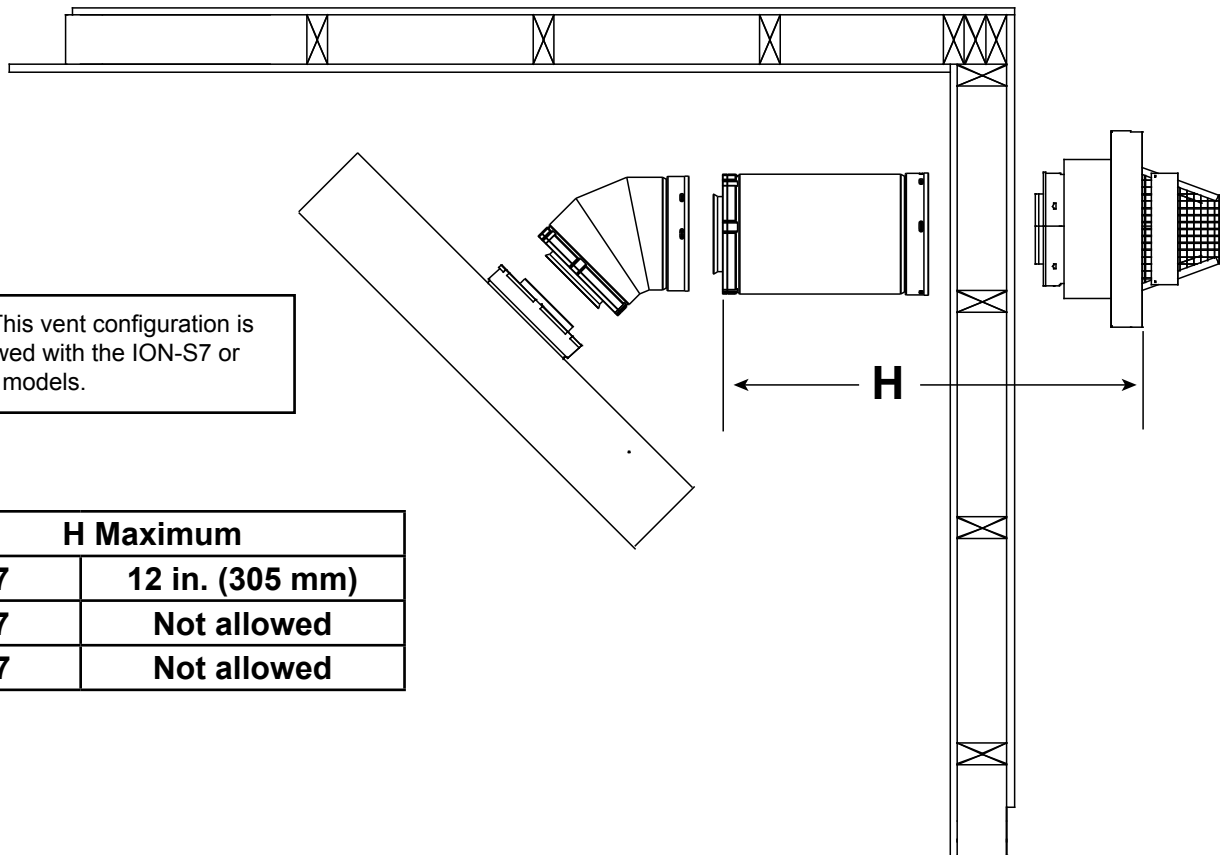 This vent configuration is
wed with the ION-S7 or
models.
H
H Maximum
7 12 in. (305 mm)
7 Not allowed
7 Not allowed